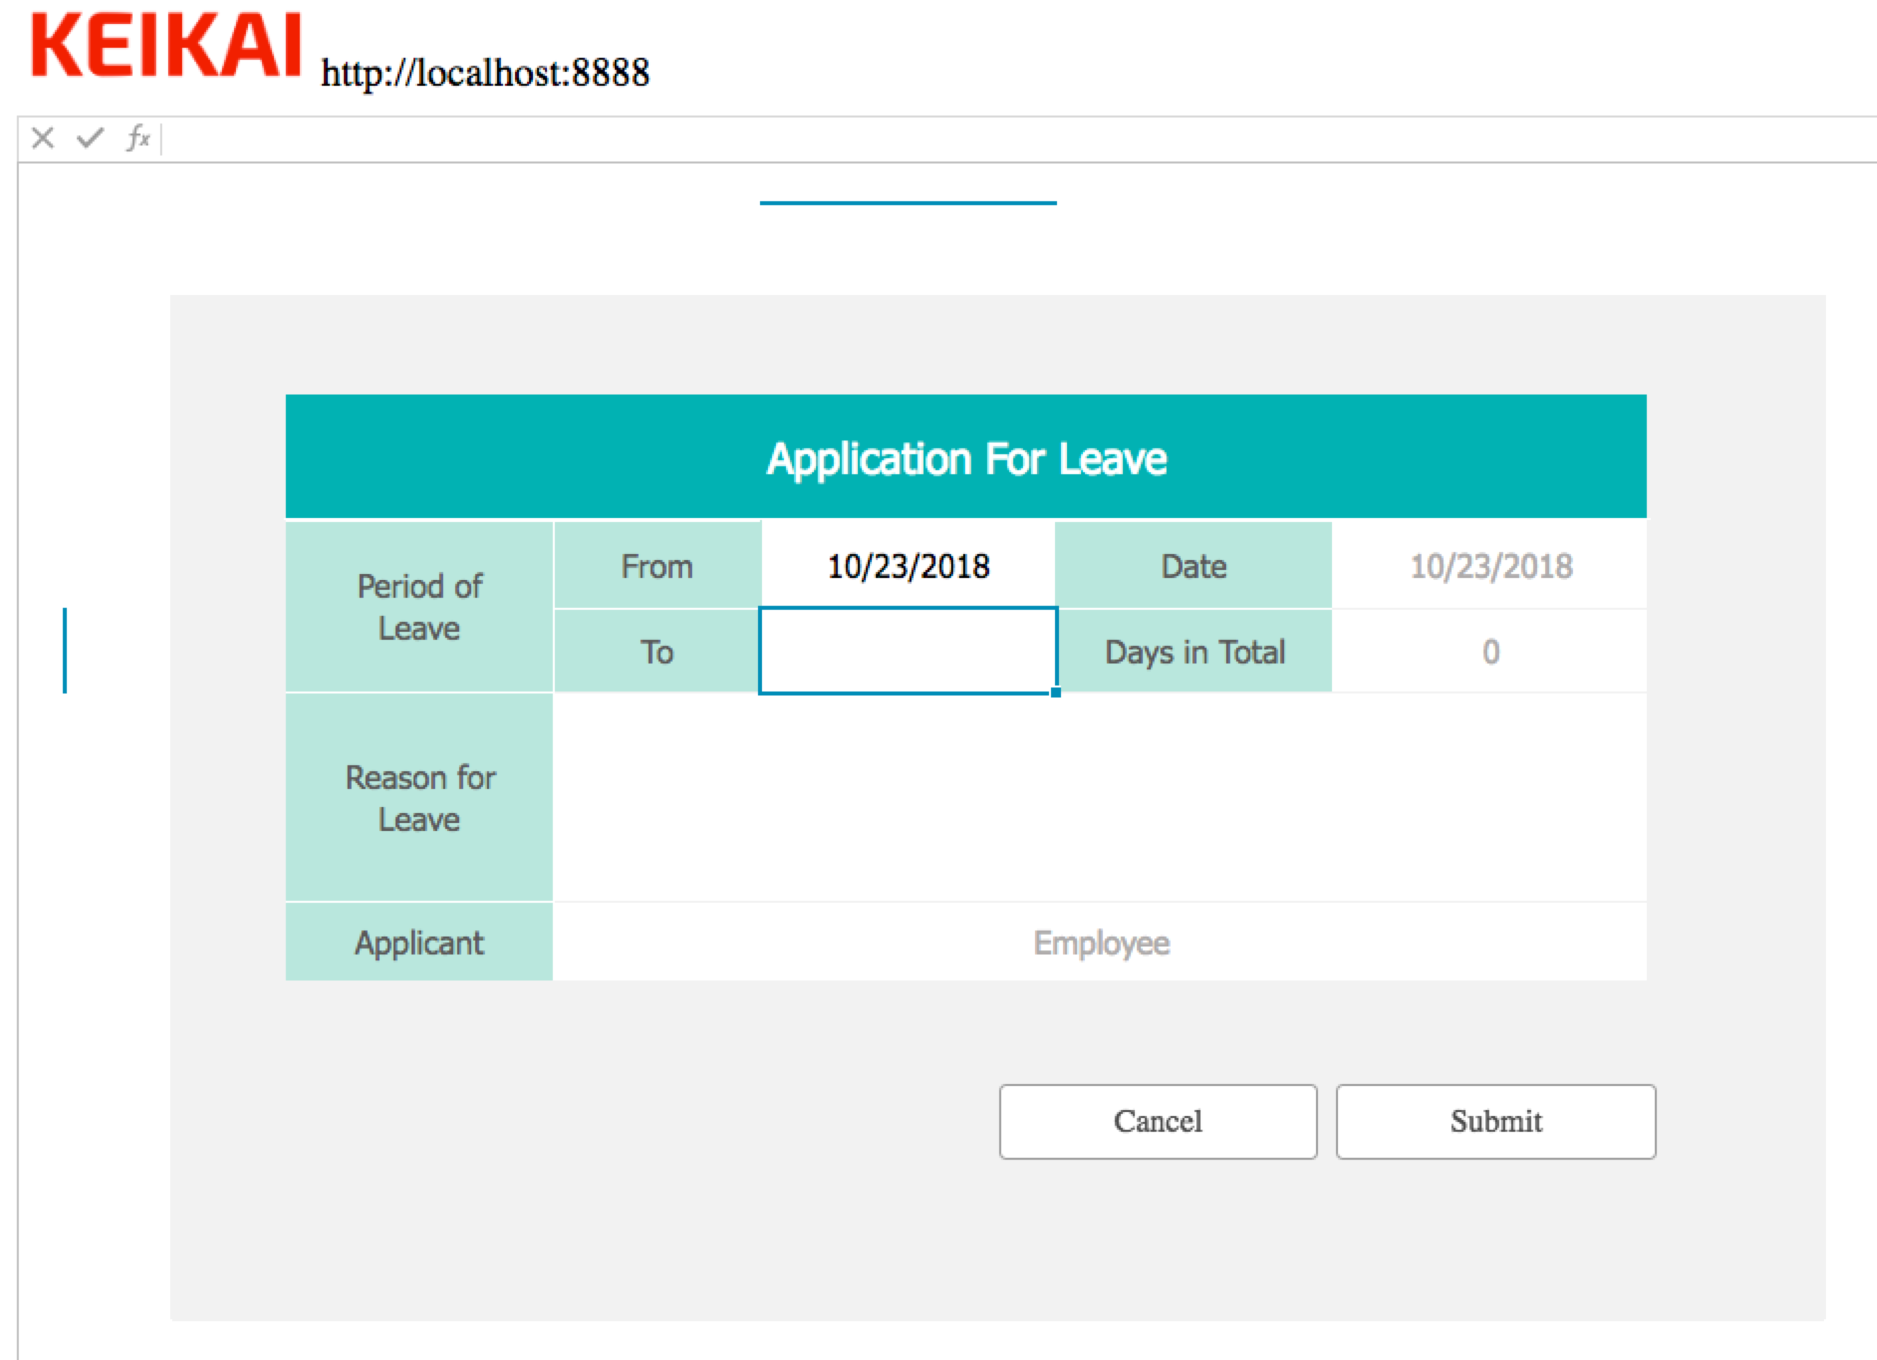 KEIKAI http://localhost:8888
fx
Application For Leave
Period of
Leave
From 10/23/2018 Date 10/23/2018
To Days in Total 0
Reason for
Leave
Applicant Employee
Cancel Submit